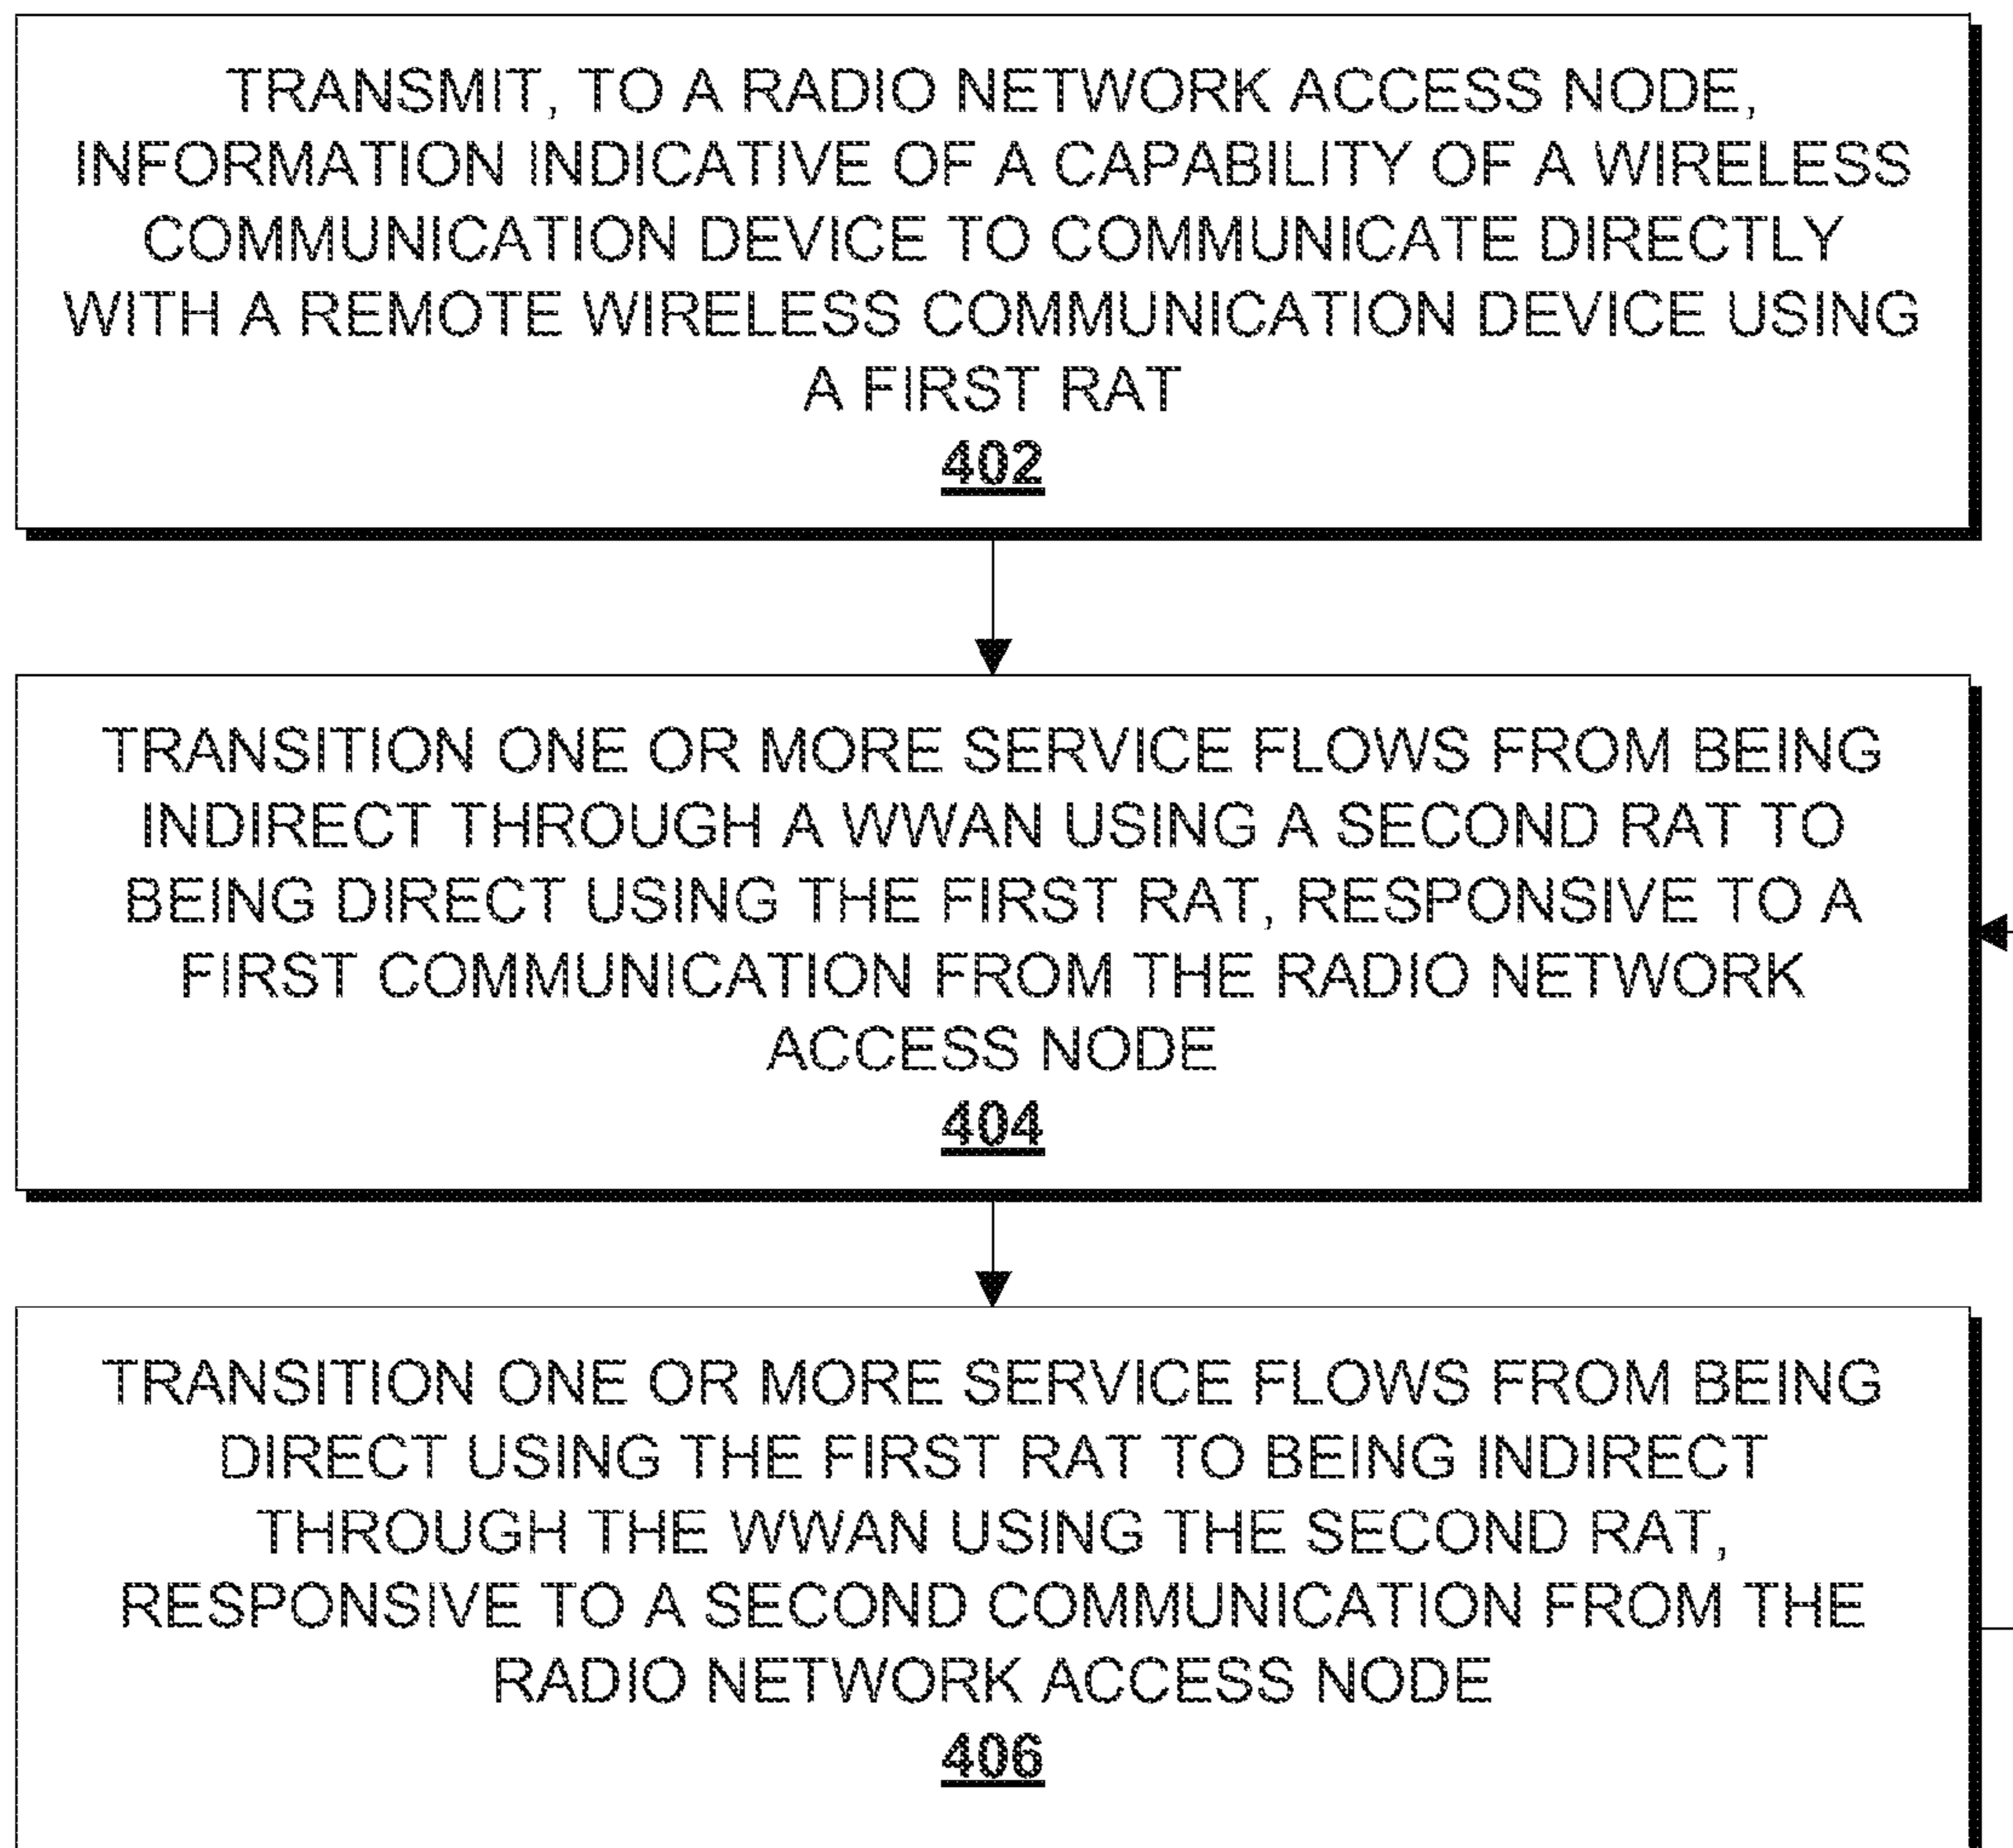 TRANSMIT, TO A RADIO NETWORK ACCESS NODE,
INFORMATION INDICATIVE OF A CAPABILITY OF A WIRELESS
COMMUNICATION DEVICE TO COMMUNICATE DIRECTLY
WITH A REMOTE WIRELESS COMMUNICATION DEVICE USING
A FIRST RAT
402
TRANSITION ONE OR MORE SERVICE FLOWS FROM BEING
INDIRECT THROUGH A WWAN USING A SECOND RAT TO
BEING DIRECT USING THE FIRST RAT, RESPONSIVE TO A
FIRST COMMUNICATION FROM THE RADIO NETWORK
ACCESS NODE
404
TRANSITION ONE OR MORE SERVICE FLOWS FROM BEING
DIRECT USING THE FIRST RAT TO BEING INDIRECT
THROUGH THE WWAN USING THE SECOND RAT,
RESPONSIVE TO A SECOND COMMUNICATION FROM THE
RADIO NETWORK ACCESS NODE
406